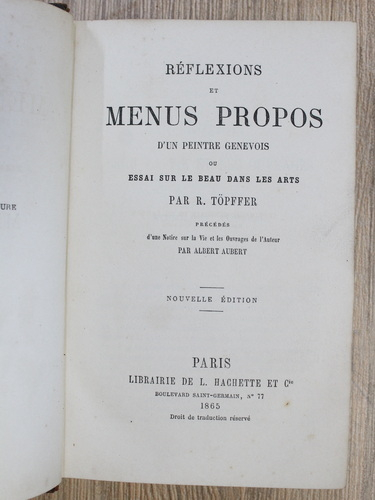 URE
RÉFLEXIONS
ET
MENUS PROPOS
D'UN PEINTRE GENEVOIS
OU
ESSAI SUR LE BEAU DANS LES ARTS
PAR R. TÖPFFER
PRÉCÉDÉS
d'une Notice sur la Vie et les Ouvrages de l'Auteur
PAR ALBERT AUBERT
NOUVELLE ÉDITION
PARIS
LIBRAIRIE DE L. HACHETTE ET Cie
BOULEVARD SAINT-GERMAIN, N° 77
1865
Droit de traduction réservé